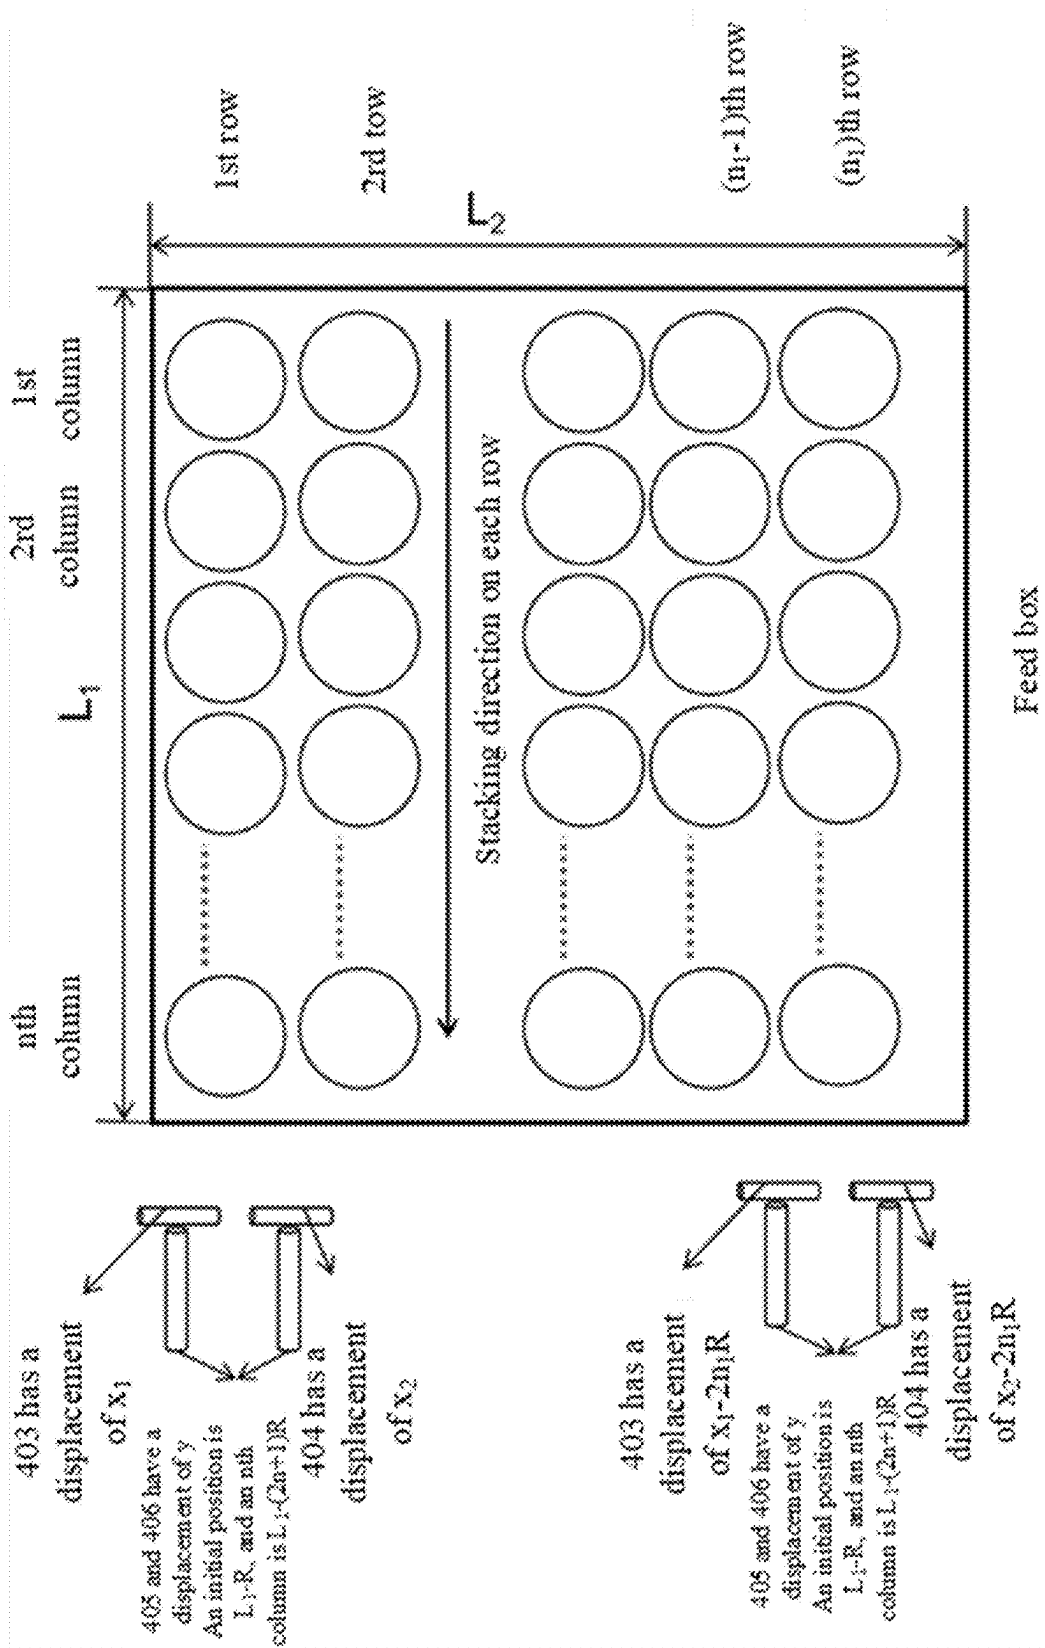 nth
column
2rd
column
1st
column
L₁
1st row
2rd tow
L₂
(n₁-1)th row
(n₁)th row
Stacking direction on each row
403 has a
displacement
of x₁
405 and 406 have a
displacement of y
An initial position is
L₁-R, and an nth
column is L₁-(2n+1)R
404 has a
displacement
of x₂
403 has a
displacement
of x₁-2n₁R
405 and 406 have a
displacement of y
An initial position is
L₁-R, and an nth
column is L₁-(2n+1)R
404 has a
displacement
of x₂-2n₁R
Feed box